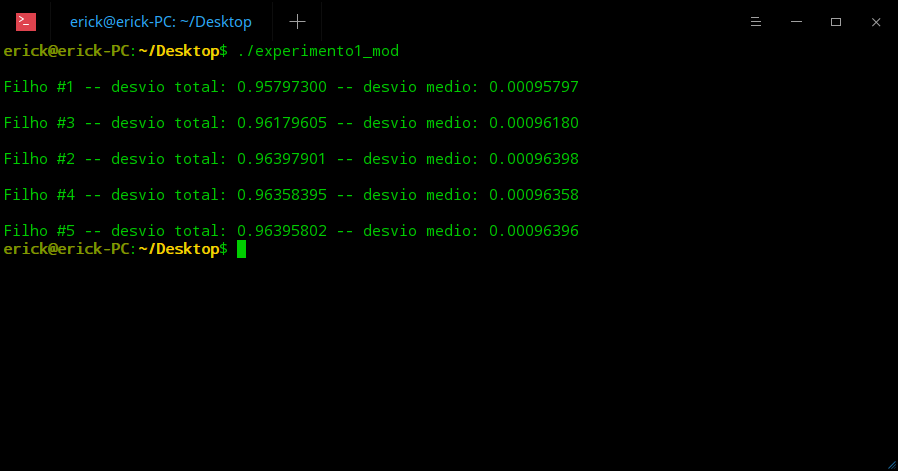 erick@erick-PC: ~/Desktop
erick@erick-PC:~/Desktop$ ./experimento1_mod
Filho #1 -- desvio total: 0.95797300 -- desvio medio: 0.00095797
Filho #3 -- desvio total: 0.96179605 -- desvio medio: 0.00096180
Filho #2 -- desvio total: 0.96397901 -- desvio medio: 0.00096398
Filho #4 -- desvio total: 0.96358395 -- desvio medio: 0.00096358
Filho #5 -- desvio total: 0.96395802 -- desvio medio: 0.00096396
erick@erick-PC:~/Desktop$